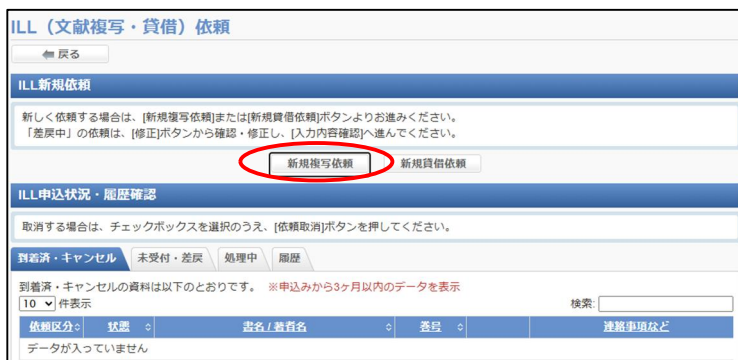 ILL（文献複写・貸借）依頼
戻る
ILL新規依頼
新しく依頼する場合は、[新規複写依頼]または[新規貸借依頼]ボタンよりお進みください。
「差戻中」の依頼は、[修正]ボタンから確認・修正し、[入力内容確認]へ進んでください。
新規複写依頼 新規貸借依頼
ILL申込状況・履歴確認
取消する場合は、チェックボックスを選択のうえ、[依頼取消]ボタンを押してください。
到着済・キャンセル 未受付・差戻 処理中 履歴
到着済・キャンセルの資料は以下のとおりです。 ※申込みから3ヶ月以内のデータを表示
10 件表示 検索:
依頼区分 状態 書名 / 著者名 巻号 連絡事項など
データが入っていません